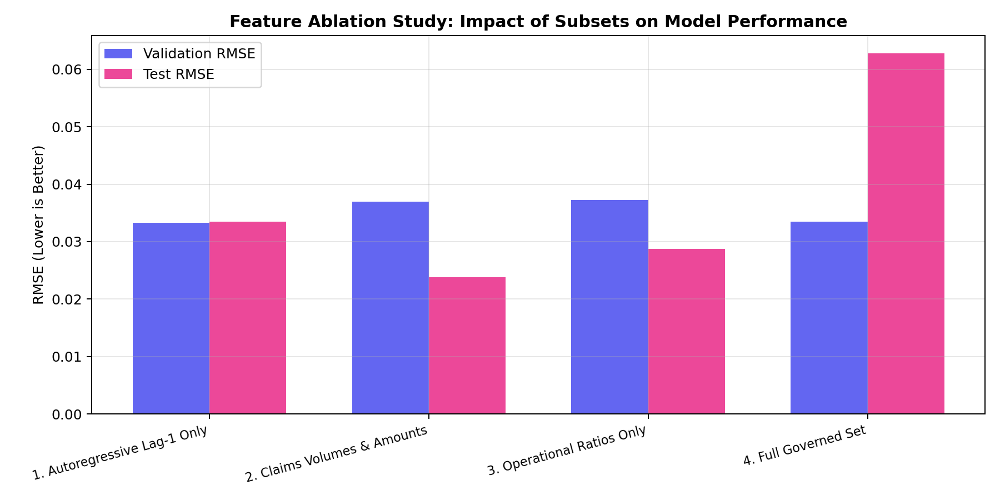 Feature Ablation Study: Impact of Subsets on Model Performance
Validation RMSE
Test RMSE
RMSE (Lower is Better)
0.06
0.05
0.04
0.03
0.02
0.01
0.00
1. Autoregressive Lag-1 Only
2. Claims Volumes & Amounts
3. Operational Ratios Only
4. Full Governed Set